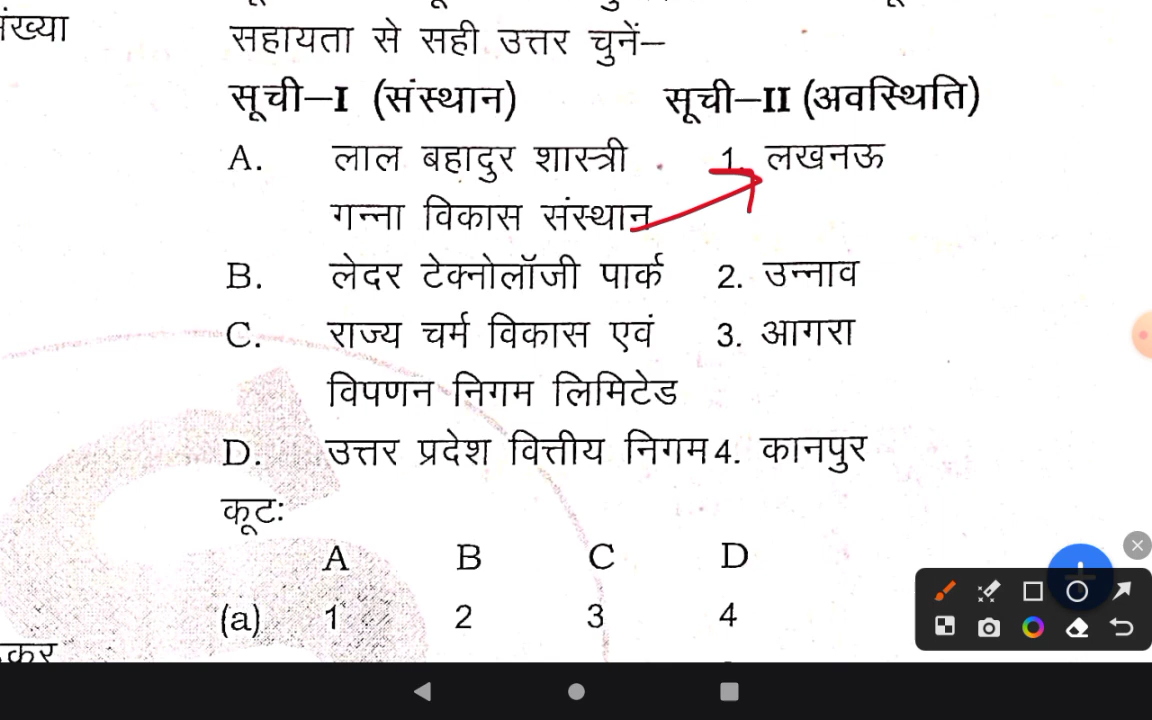 सहायता से सही उत्तर चुनें–
सूची–I (संस्थान) सूची–II (अवस्थिति)
A. लाल बहादुर शास्त्री 1. लखनऊ
गन्ना विकास संस्थान
B. लेदर टेक्नोलॉजी पार्क 2. उन्नाव
C. राज्य चर्म विकास एवं 3. आगरा
विपणन निगम लिमिटेड
D. उत्तर प्रदेश वित्तीय निगम 4. कानपुर
कूटः
A B C D
(a) 1 2 3 4